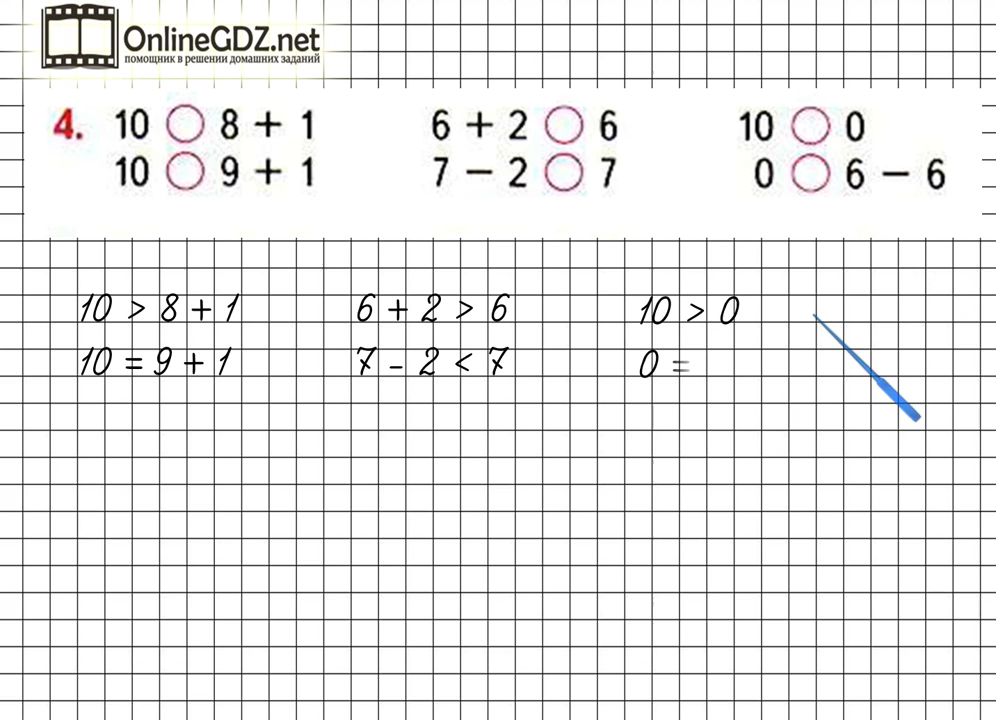 OnlineGDZ.net
помощник в решении домашних заданий
4. 10 ○ 8 + 1 6 + 2 ○ 6 10 ○ 0
10 ○ 9 + 1 7 − 2 ○ 7 0 ○ 6 − 6
10 > 8 + 1 6 + 2 > 6 10 > 0
10 = 9 + 1 7 - 2 < 7 0 =